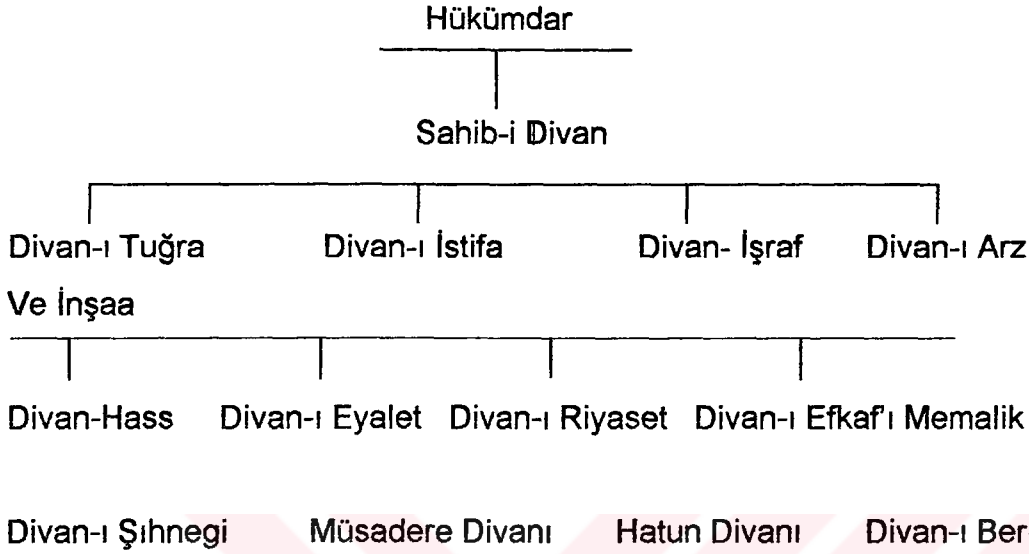 Hükümdar
Sahib-i Divan
Divan-ı Tuğra Divan-ı İstifa Divan- İşraf Divan-ı Arz
Ve İnşaa
Divan-Hass Divan-ı Eyalet Divan-ı Riyaset Divan-ı Efkaf'ı Memalik
Divan-ı Şıhnegi Müsadere Divanı Hatun Divanı Divan-ı Ber